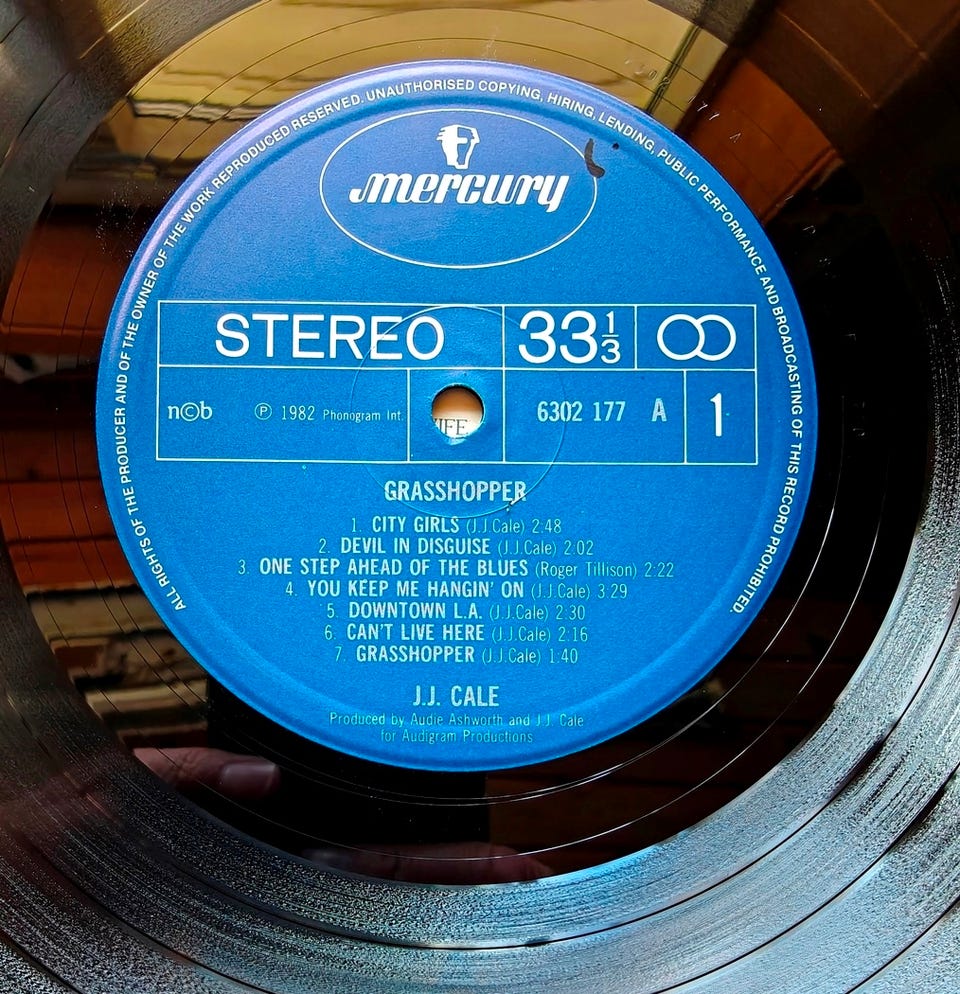 ALL RIGHTS OF THE PRODUCER AND OF THE OWNER OF THE WORK REPRODUCED RESERVED. UNAUTHORISED COPYING, HIRING, LENDING, PUBLIC PERFORMANCE AND BROADCASTING OF THIS RECORD PROHIBITED
mercury
STEREO 33⅓
n©b ℗ 1982 Phonogram Int. 6302 177 A 1
GRASSHOPPER
1. CITY GIRLS (J.J.Cale) 2:48
2. DEVIL IN DISGUISE (J.J.Cale) 2:02
3. ONE STEP AHEAD OF THE BLUES (Roger Tillison) 2:22
4. YOU KEEP ME HANGIN' ON (J.J.Cale) 3:29
5. DOWNTOWN L.A. (J.J.Cale) 2:30
6. CAN'T LIVE HERE (J.J.Cale) 2:16
7. GRASSHOPPER (J.J.Cale) 1:40
J.J. CALE
Produced by Audie Ashworth and J.J. Cale
for Audigram Productions